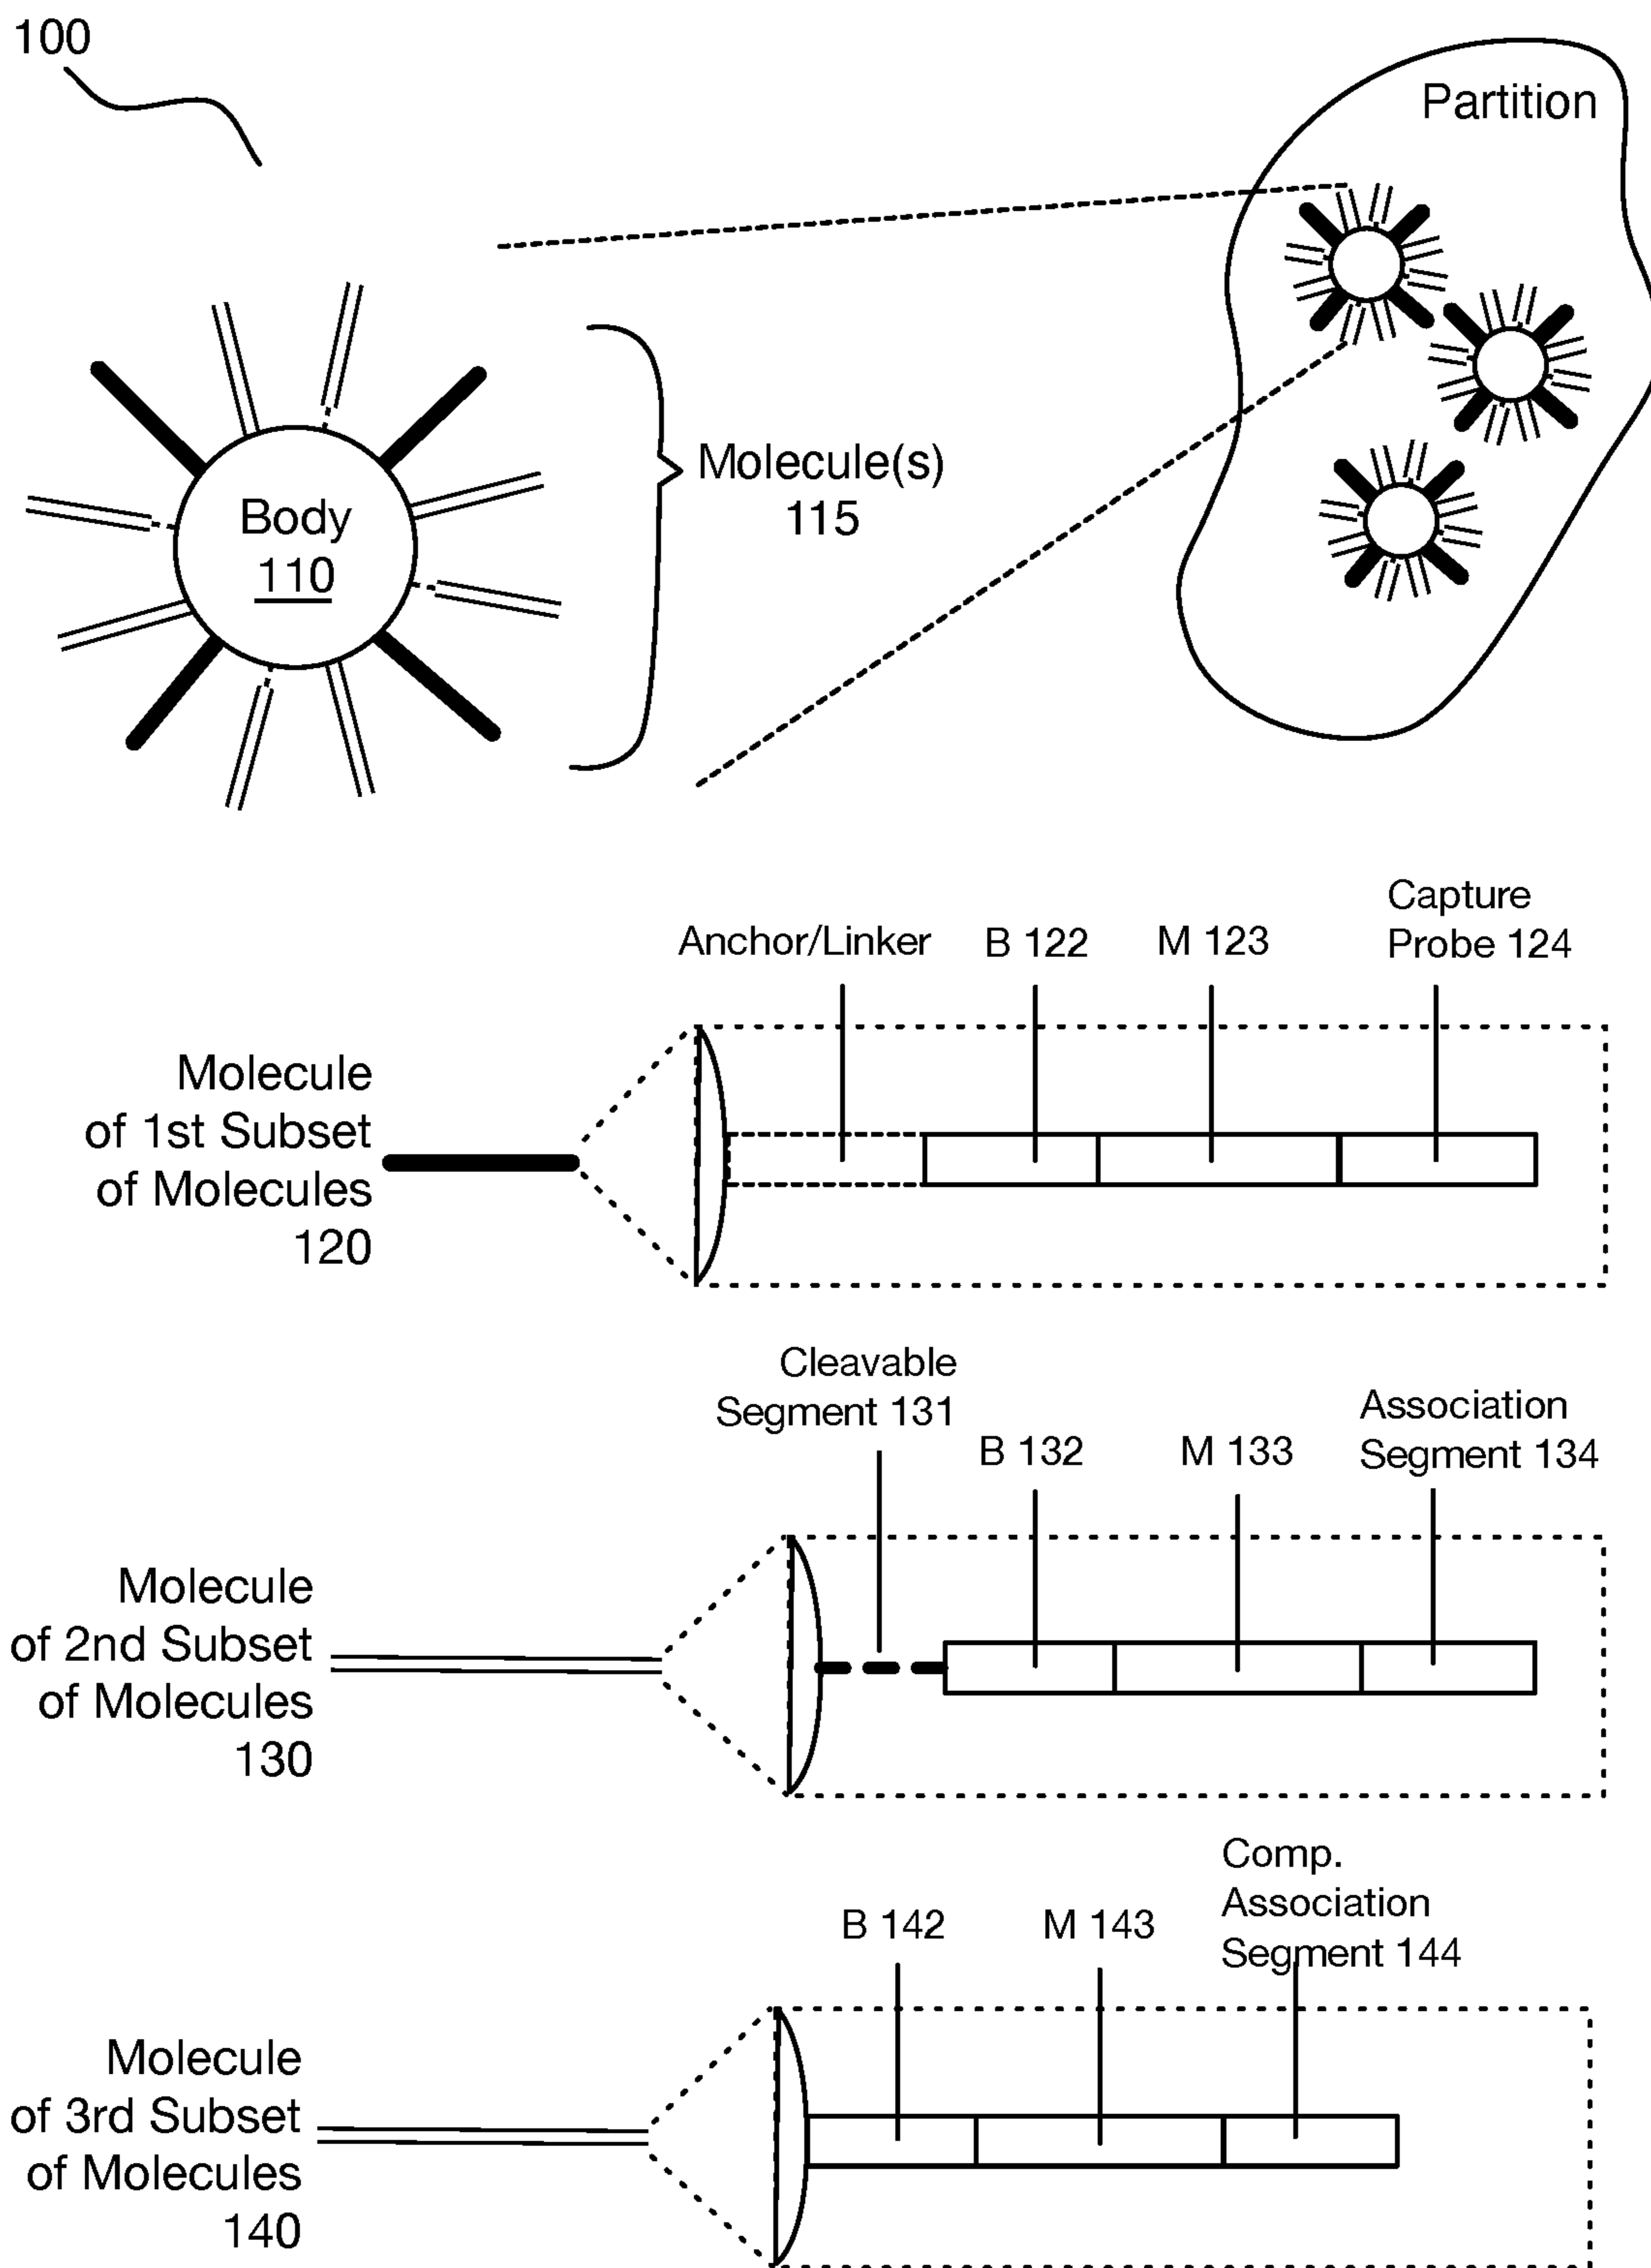 100
Partition
Body
110
Molecule(s)
115
Capture
Anchor/Linker B 122 M 123 Probe 124
Molecule
of 1st Subset
of Molecules
120
Cleavable
Segment 131
Association
B 132 M 133 Segment 134
Molecule
of 2nd Subset
of Molecules
130
Comp.
Association
B 142 M 143 Segment 144
Molecule
of 3rd Subset
of Molecules
140